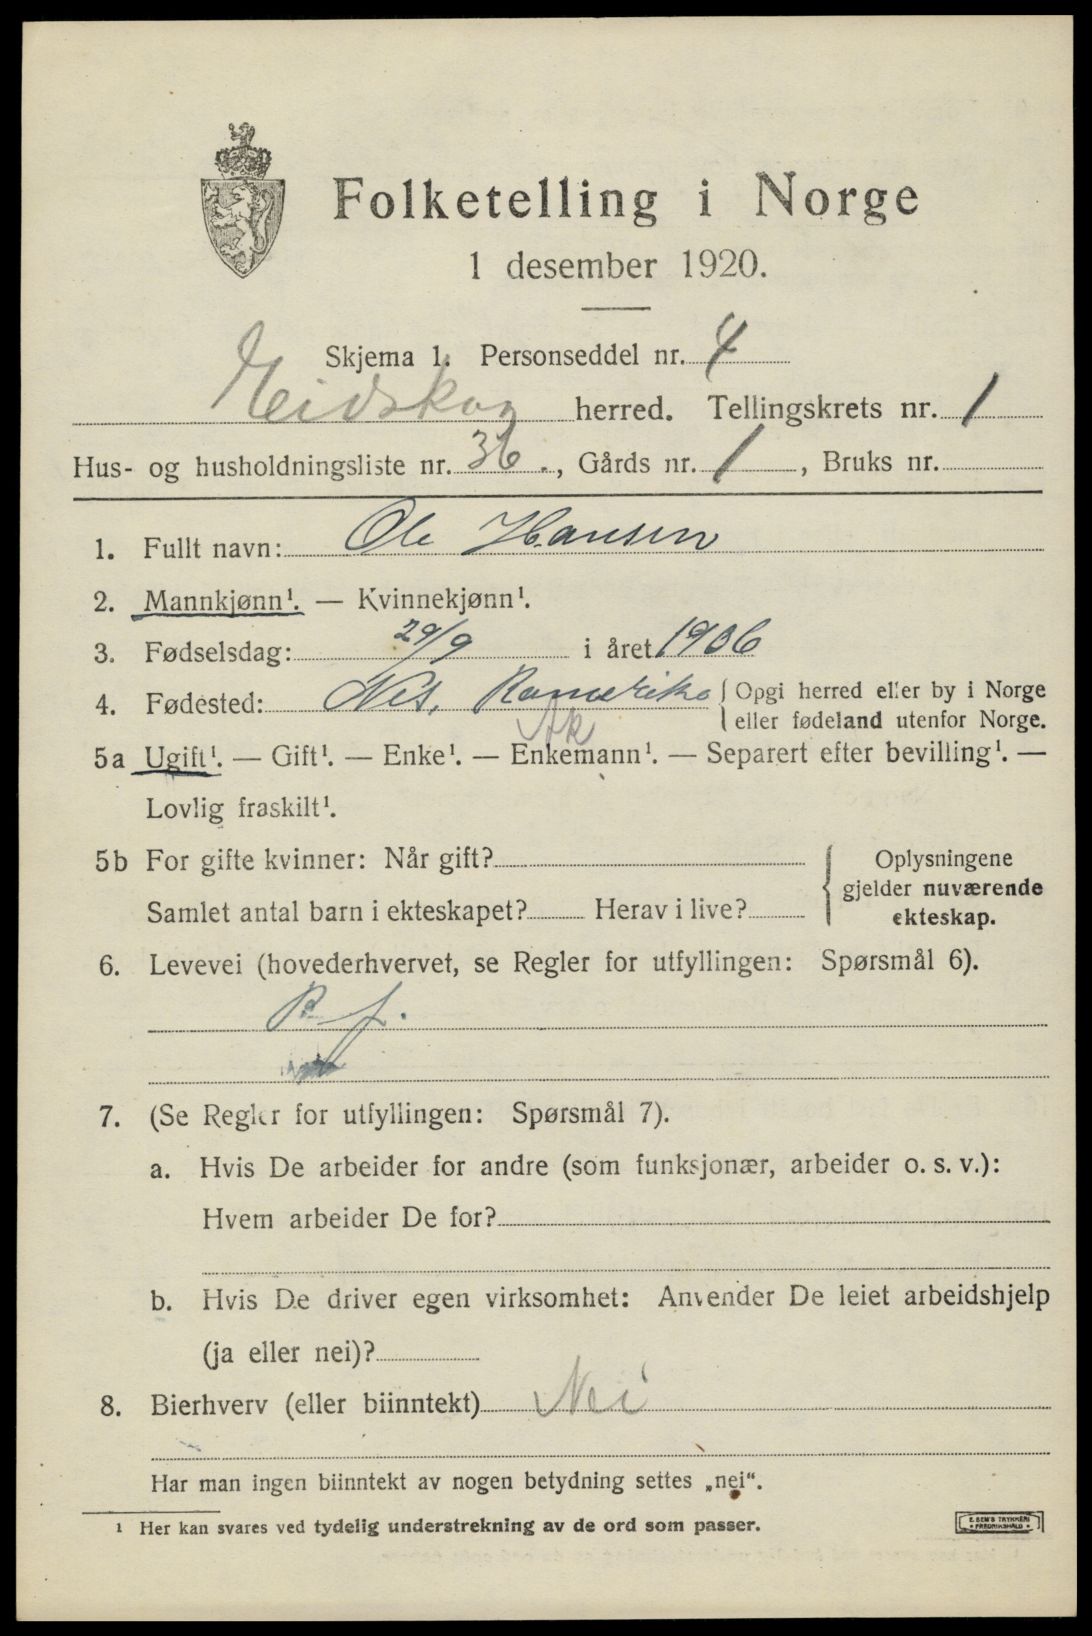 Folketelling i Norge
1 desember 1920.
Skjema 1. Personseddel nr. 4
Eidskog herred. Tellingskrets nr. 1
Hus- og husholdningsliste nr. 36., Gårds nr. 1, Bruks nr.
1. Fullt navn: Ole Hansen
2. Mannkjønn¹. — Kvinnekjønn¹.
3. Fødselsdag: 29/9 i året 1906
4. Fødested: Nes, Romerike { Opgi herred eller by i Norge
eller fødeland utenfor Norge.
Ak
5a Ugift¹. — Gift¹. — Enke¹. — Enkemann¹. — Separert efter bevilling¹. —
Lovlig fraskilt¹.
5b For gifte kvinner: Når gift?
Samlet antal barn i ekteskapet? Herav i live?
{ Oplysningene
gjelder nuværende
ekteskap.
6. Levevei (hovederhvervet, se Regler for utfyllingen: Spørsmål 6).
7. (Se Regler for utfyllingen: Spørsmål 7).
a. Hvis De arbeider for andre (som funksjonær, arbeider o. s. v.):
Hvem arbeider De for?
b. Hvis De driver egen virksomhet: Anvender De leiet arbeidshjelp
(ja eller nei)?
8. Bierhverv (eller biinntekt) Nei
Har man ingen biinntekt av nogen betydning settes „nei“.
¹ Her kan svares ved tydelig understrekning av de ord som passer.
E. SEM'S TRYKKERI
• FREDRIKSHALD •